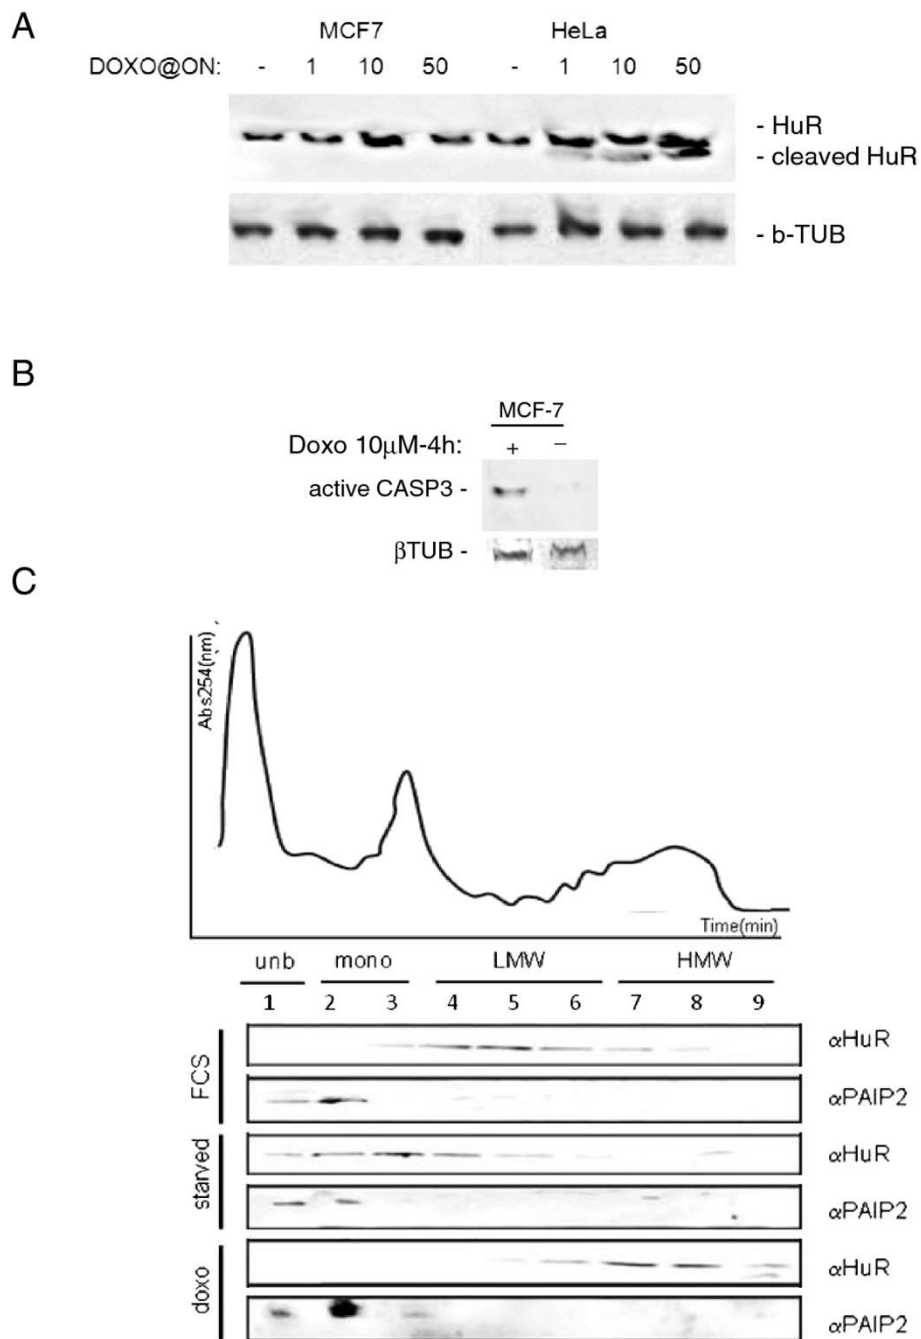 A
MCF7 HeLa
DOXO@ON: - 1 10 50 - 1 10 50
- HuR
- cleaved HuR
- b-TUB
B
MCF-7
Doxo 10μM-4h: + –
active CASP3 -
βTUB -
C
Abs254(nm)
Time(min)
unb mono LMW HMW
1 2 3 4 5 6 7 8 9
FCS
αHuR
αPAIP2
starved
αHuR
αPAIP2
doxo
αHuR
αPAIP2